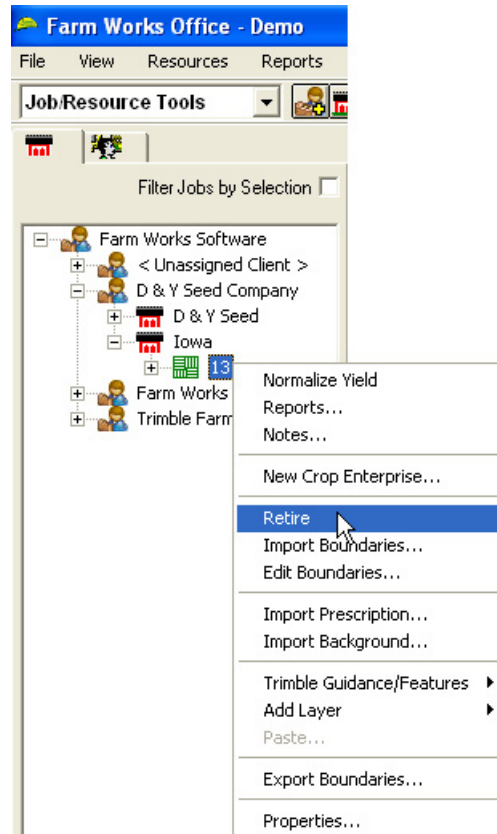 Farm Works Office - Demo
File View Resources Reports
Job/Resource Tools
Filter Jobs by Selection
Farm Works Software
< Unassigned Client >
D & Y Seed Company
D & Y Seed
Iowa
13
Farm Works
Trimble Farm
Normalize Yield
Reports...
Notes...
New Crop Enterprise...
Retire
Import Boundaries...
Edit Boundaries...
Import Prescription...
Import Background...
Trimble Guidance/Features
Add Layer
Paste...
Export Boundaries...
Properties...